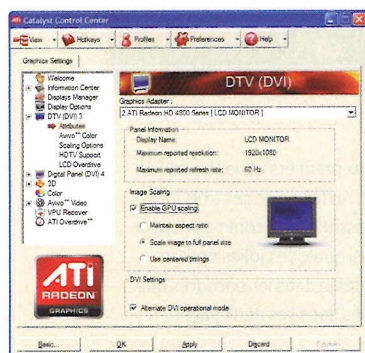 Catalyst Control Center
View
Hotkeys
Profiles
Preferences
Help
Graphics Settings
Welcome
Information Center
Displays Manager
Display Options
DTV (DVI) 3
Attributes
Avivo™ Color
Scaling Options
HDTV Support
LCD Overdrive
Digital Panel (DVI) 4
3D
Color
Avivo™ Video
VPU Recover
ATI Overdrive™
ATI
RADEON
GRAPHICS
DTV (DVI)
Graphics Adapter :
2.ATI Radeon HD 4800 Series [ LCD MONITOR ]
Panel Information
Display Name: LCD MONITOR
Maximum reported resolution: 1920x1080
Maximum reported refresh rate: 60 Hz
Image Scaling
Enable GPU scaling
Maintain aspect ratio
Scale image to full panel size
Use centered timings
DVI Settings
Alternate DVI operational mode
Basic...
OK
Apply
Discard